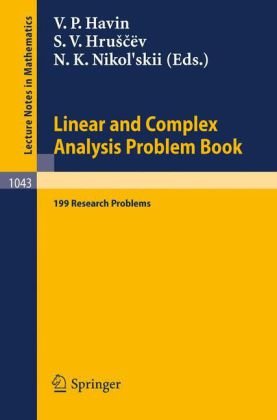 Lecture Notes in Mathematics
1043
V. P. Havin
S. V. Hruščëv
N. K. Nikol'skii (Eds.)
Linear and Complex
Analysis Problem Book
199 Research Problems
Springer